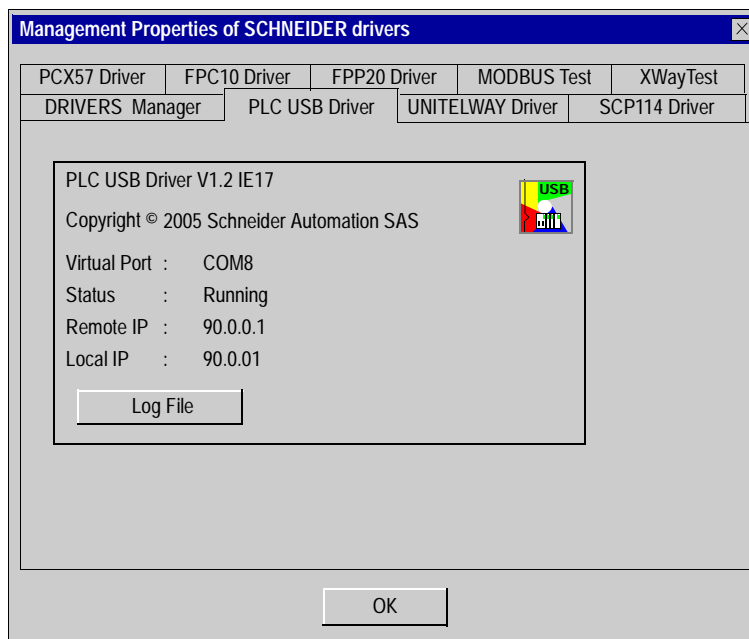 Management Properties of SCHNEIDER drivers
PCX57 Driver FPC10 Driver FPP20 Driver MODBUS Test XWayTest
DRIVERS Manager PLC USB Driver UNITELWAY Driver SCP114 Driver
PLC USB Driver V1.2 IE17
USB
Copyright © 2005 Schneider Automation SAS
Virtual Port : COM8
Status : Running
Remote IP : 90.0.0.1
Local IP : 90.0.01
Log File
OK